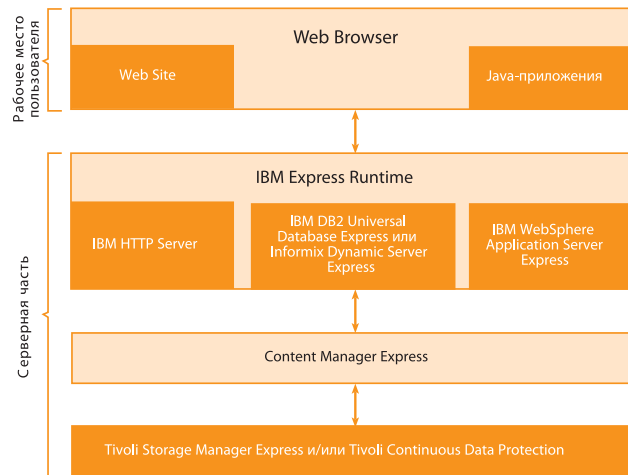 Рабочее место
пользователя
Web Browser
Web Site
Java-приложения
Серверная часть
IBM Express Runtime
IBM HTTP Server
IBM DB2 Universal
Database Express или
Informix Dynamic Server
Express
IBM WebSphere
Application Server
Express
Content Manager Express
Tivoli Storage Manager Express и/или Tivoli Continuous Data Protection